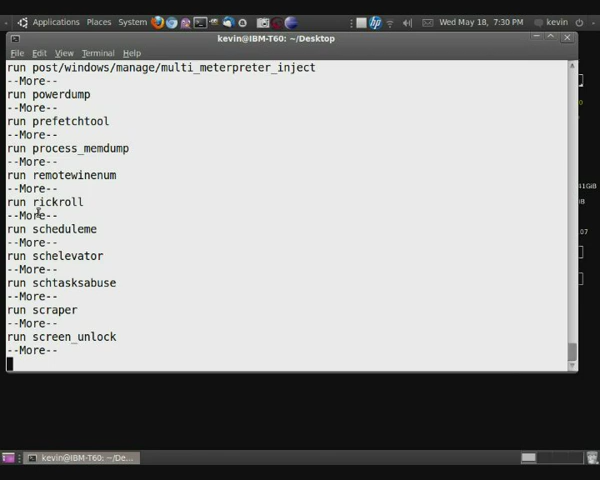 Applications Places System
Wed May 18, 7:30 PM kevin
kevin@IBM-T60: ~/Desktop
File Edit View Terminal Help
run post/windows/manage/multi_meterpreter_inject
--More--
run powerdump
--More--
run prefetchtool
--More--
run process_memdump
--More--
run remotewinenum
--More--
run rickroll
--More--
run scheduleme
--More--
run schelevator
--More--
run schtasksabuse
--More--
run scraper
--More--
run screen_unlock
--More--
kevin@IBM-T60: ~/De...